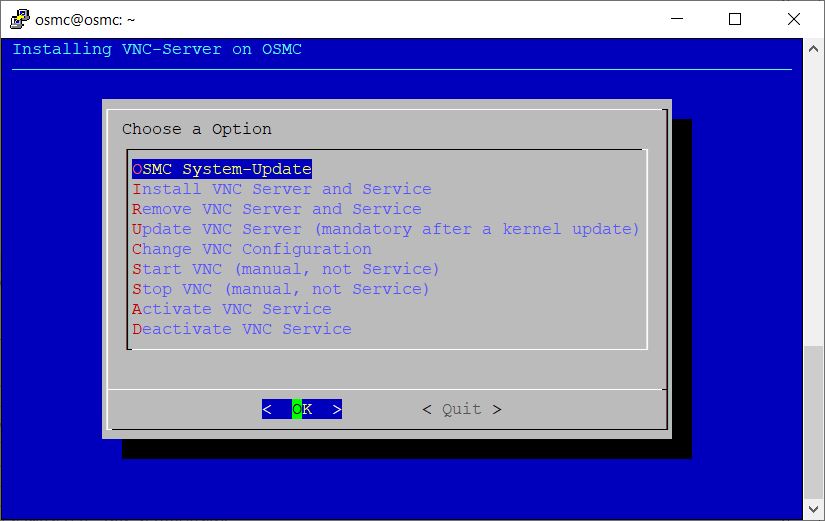 osmc@osmc: ~
Installing VNC-Server on OSMC
Choose a Option
OSMC System-Update
Install VNC Server and Service
Remove VNC Server and Service
Update VNC Server (mandatory after a kernel update)
Change VNC Configuration
Start VNC (manual, not Service)
Stop VNC (manual, not Service)
Activate VNC Service
Deactivate VNC Service
<  OK  > < Quit >